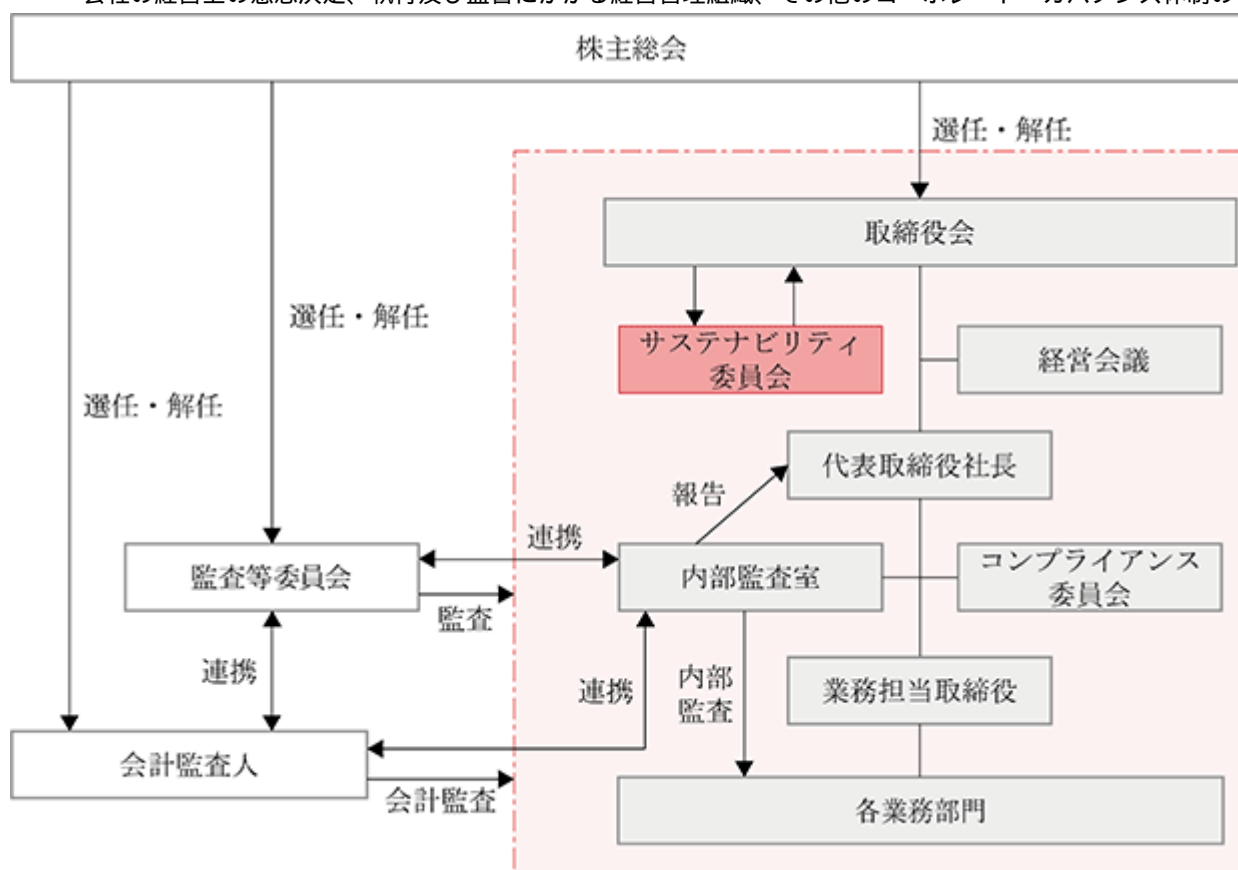 株主総会
選任・解任
取締役会
選任・解任
サステナビリティ
委員会
経営会議
選任・解任
代表取締役社長
報告
連携
監査等委員会
内部監査室
コンプライアンス
委員会
監査
連携
連携
内部
監査
業務担当取締役
会計監査人
会計監査
各業務部門